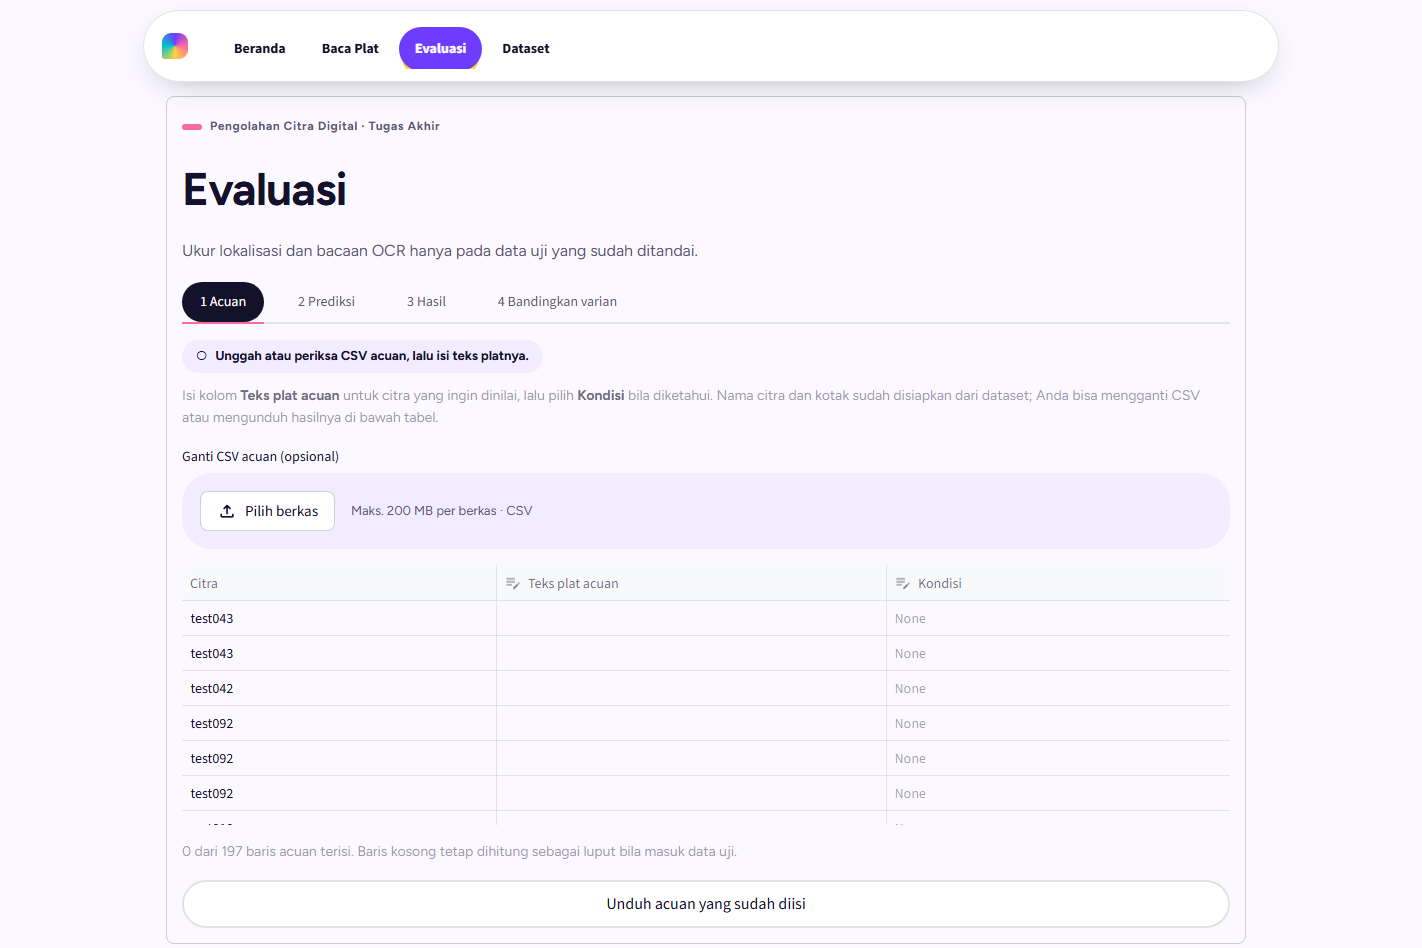 Beranda
Baca Plat
Evaluasi
Dataset
Pengolahan Citra Digital · Tugas Akhir
Evaluasi
Ukur lokalisasi dan bacaan OCR hanya pada data uji yang sudah ditandai.
1 Acuan
2 Prediksi
3 Hasil
4 Bandingkan varian
Unggah atau periksa CSV acuan, lalu isi teks platnya.
Isi kolom Teks plat acuan untuk citra yang ingin dinilai, lalu pilih Kondisi bila diketahui. Nama citra dan kotak sudah disiapkan dari dataset; Anda bisa mengganti CSV
atau mengunduh hasilnya di bawah tabel.
Ganti CSV acuan (opsional)
Pilih berkas
Maks. 200 MB per berkas · CSV
Citra Teks plat acuan Kondisi
test043 None
test043 None
test042 None
test092 None
test092 None
test092 None
0 dari 197 baris acuan terisi. Baris kosong tetap dihitung sebagai luput bila masuk data uji.
Unduh acuan yang sudah diisi